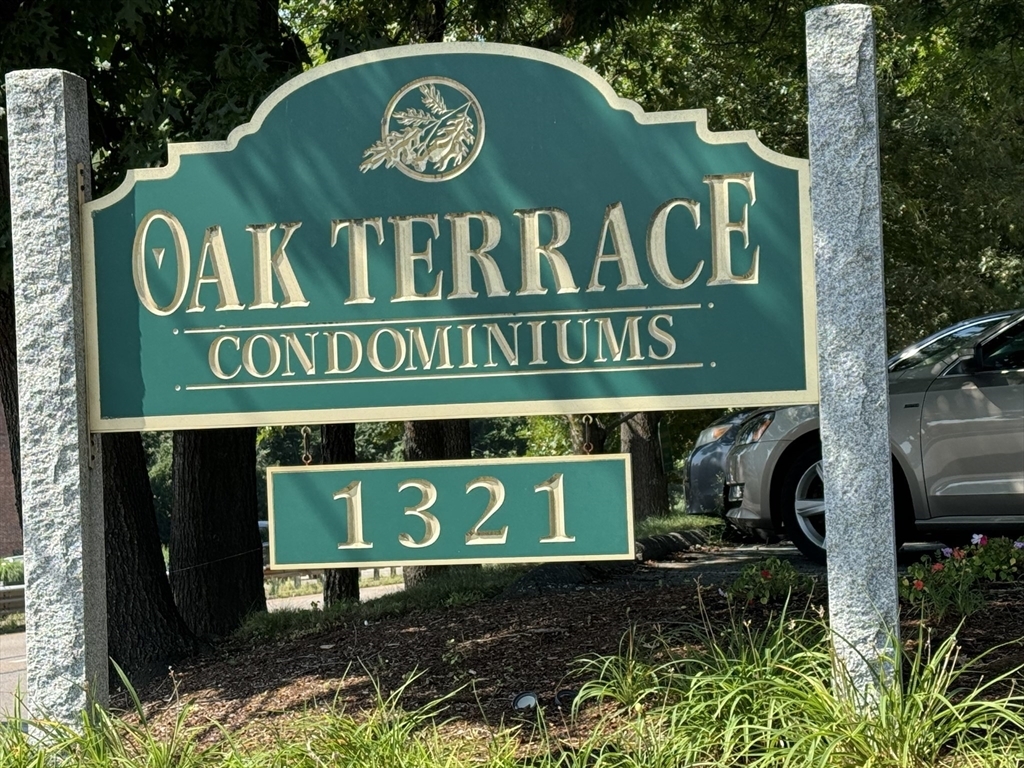 OAK TERRACE
CONDOMINIUMS
1321